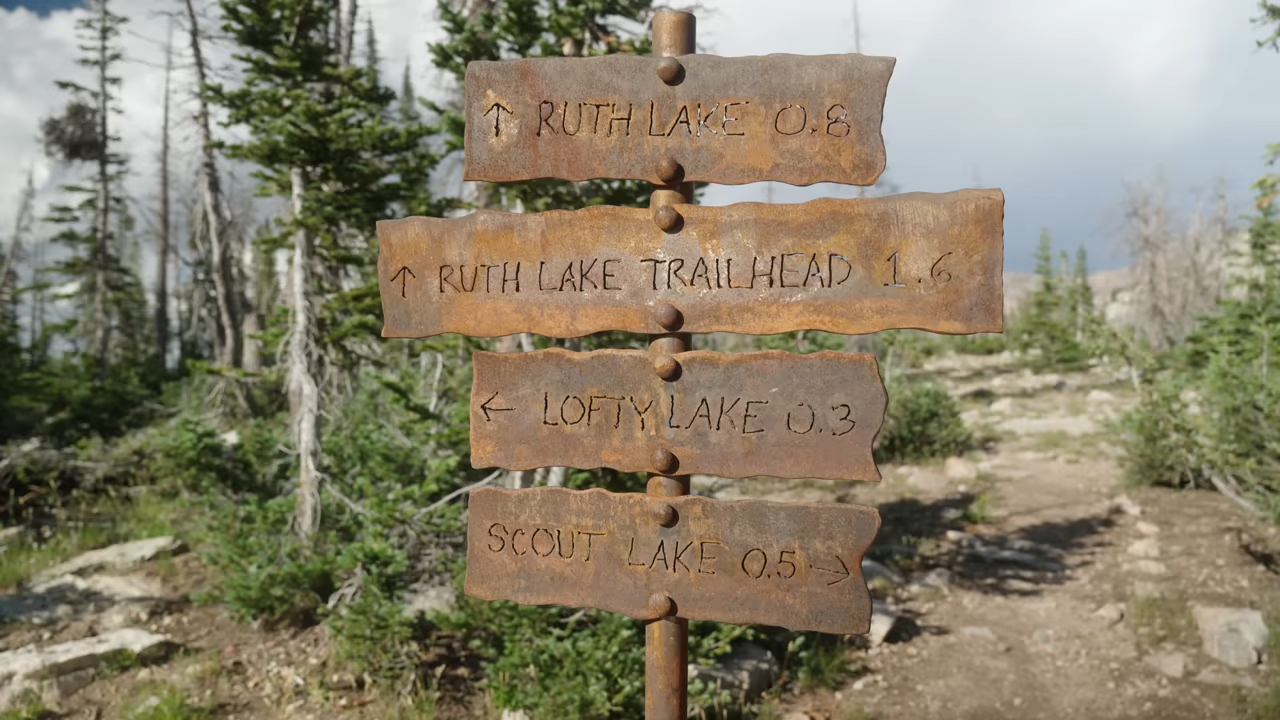 ↑ RUTH LAKE 0.8
↑ RUTH LAKE TRAILHEAD 1.6
← LOFTY LAKE 0.3
SCOUT LAKE 0.5 →